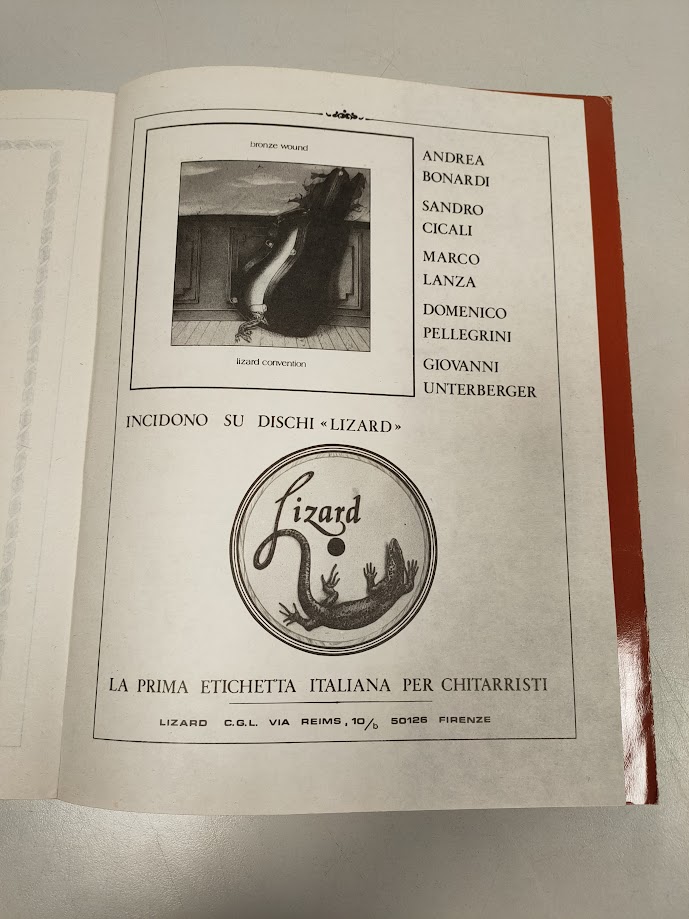 bronze wound
lizard convention
ANDREA
BONARDI
SANDRO
CICALI
MARCO
LANZA
DOMENICO
PELLEGRINI
GIOVANNI
UNTERBERGER
INCIDONO SU DISCHI «LIZARD»
Lizard
LA PRIMA ETICHETTA ITALIANA PER CHITARRISTI
LIZARD C.G.L. VIA REIMS, 10/b 50126 FIRENZE